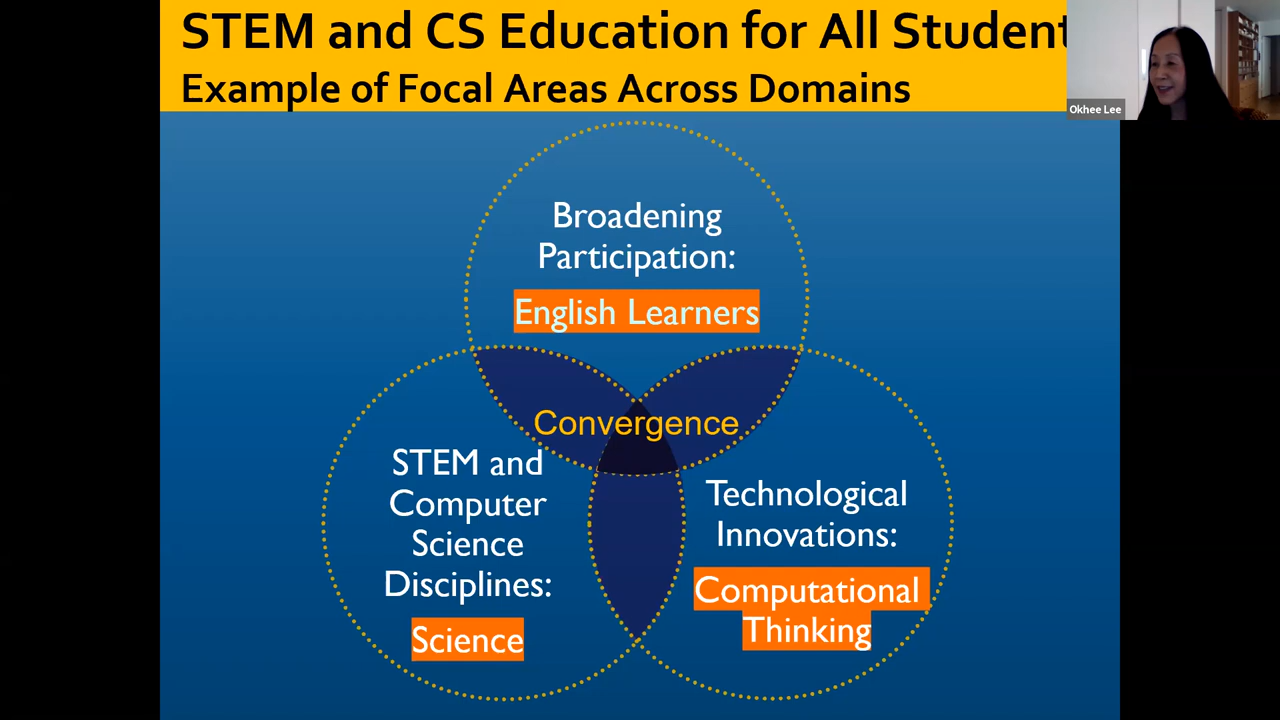 STEM and CS Education for All Student
Example of Focal Areas Across Domains
Okhee Lee
Broadening
Participation:
English Learners
Convergence
STEM and
Computer
Science
Disciplines:
Science
Technological
Innovations:
Computational
Thinking